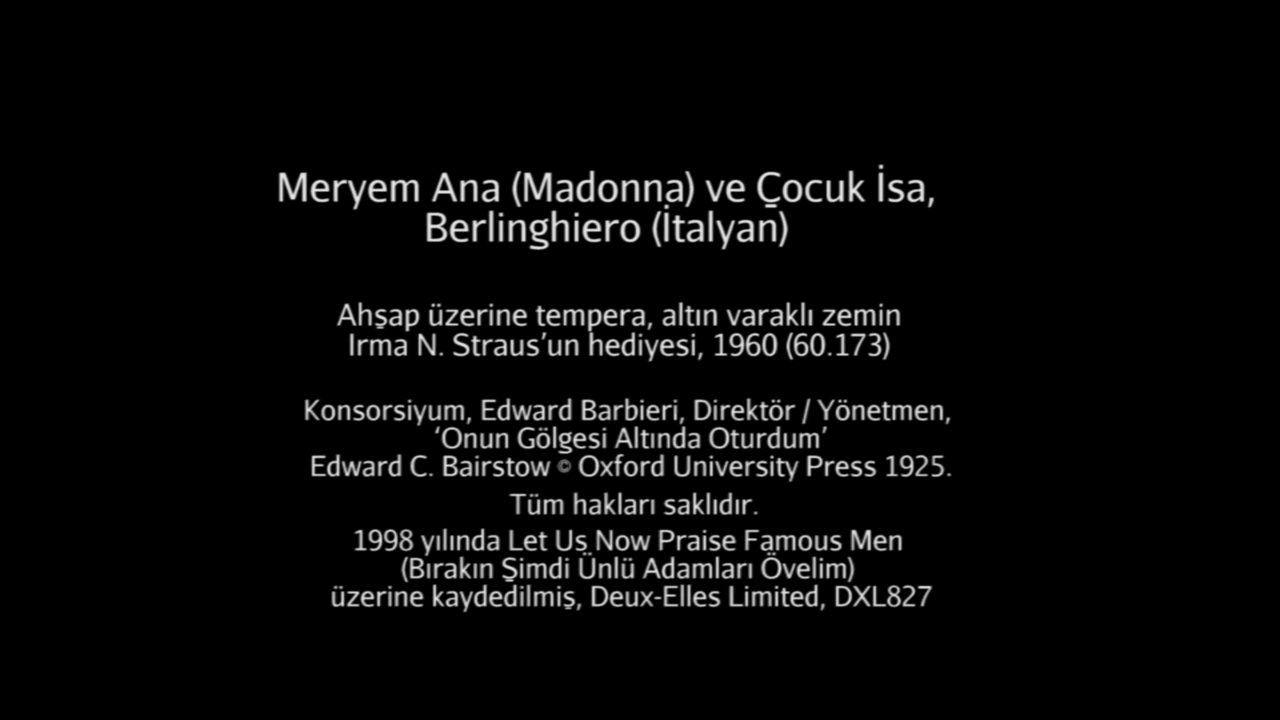 Meryem Ana (Madonna) ve Çocuk İsa,
Berlinghiero (İtalyan)
Ahşap üzerine tempera, altın varaklı zemin
Irma N. Straus’un hediyesi, 1960 (60.173)
Konsorsiyum, Edward Barbieri, Direktör / Yönetmen,
‘Onun Gölgesi Altında Oturdum’
Edward C. Bairstow © Oxford University Press 1925.
Tüm hakları saklıdır.
1998 yılında Let Us Now Praise Famous Men
(Bırakın Şimdi Ünlü Adamları Övelim)
üzerine kaydedilmiş, Deux-Elles Limited, DXL827